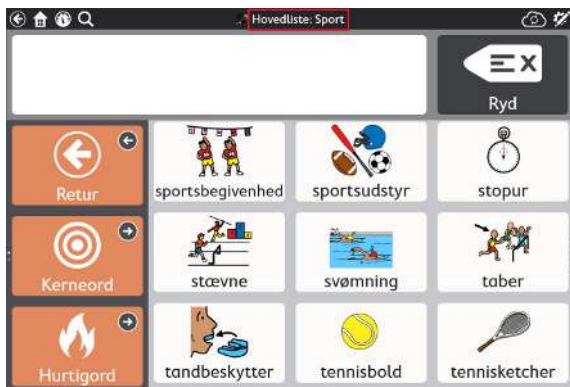 Hovedliste: Sport
Ryd
Retur
sportsbegivenhed
sportsudstyr
stopur
Kerneord
stævne
svømning
taber
Hurtigord
tandbeskytter
tennisbold
tennisketcher